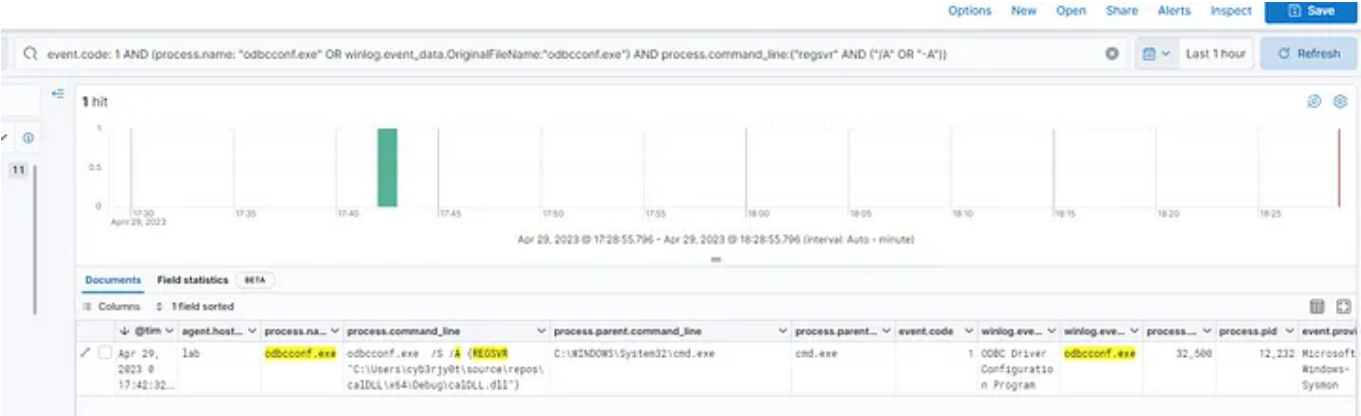 Options New Open Share Alerts Inspect Save
event.code: 1 AND (process.name: "odbcconf.exe" OR winlog.event_data.OriginalFileName:"odbcconf.exe") AND process.command_line:("regsvr" AND ("/A" OR "-A")) Last 1 hour Refresh
1 hit
11
1
0.5
0
17:30 17:35 17:40 17:45 17:50 17:55 18:00 18:05 18:10 18:15 18:20 18:25
April 29, 2023
Apr 29, 2023 @ 17:28:55.796 - Apr 29, 2023 @ 18:28:55.796 (interval: Auto - minute)
Documents Field statistics BETA
Columns 1 field sorted
@tim agent.host... process.na... process.command_line process.parent.command_line process.parent... event.code winlog.eve... winlog.eve... process.... process.pid event.provi
Apr 29, lab odbcconf.exe odbcconf.exe /S /A {REGSVR C:\WINDOWS\System32\cmd.exe cmd.exe 1 ODBC Driver odbcconf.exe 32,500 12,232 Microsoft
2023 @ "C:\Users\cyb3rjy0t\source\repos\ Configuratio Windows-
17:42:32... calDLL\x64\Debug\calDLL.dll"} n Program Sysmon